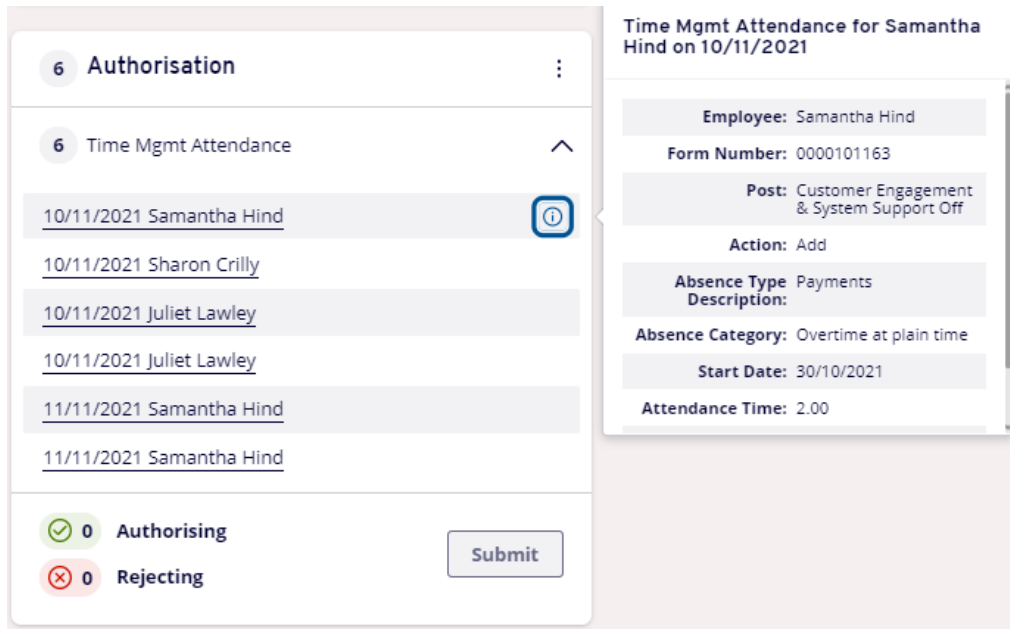 6 Authorisation
6 Time Mgmt Attendance
10/11/2021 Samantha Hind
10/11/2021 Sharon Crilly
10/11/2021 Juliet Lawley
10/11/2021 Juliet Lawley
11/11/2021 Samantha Hind
11/11/2021 Samantha Hind
0 Authorising
0 Rejecting
Submit
Time Mgmt Attendance for Samantha
Hind on 10/11/2021
Employee: Samantha Hind
Form Number: 0000101163
Post: Customer Engagement
& System Support Off
Action: Add
Absence Type Payments
Description:
Absence Category: Overtime at plain time
Start Date: 30/10/2021
Attendance Time: 2.00